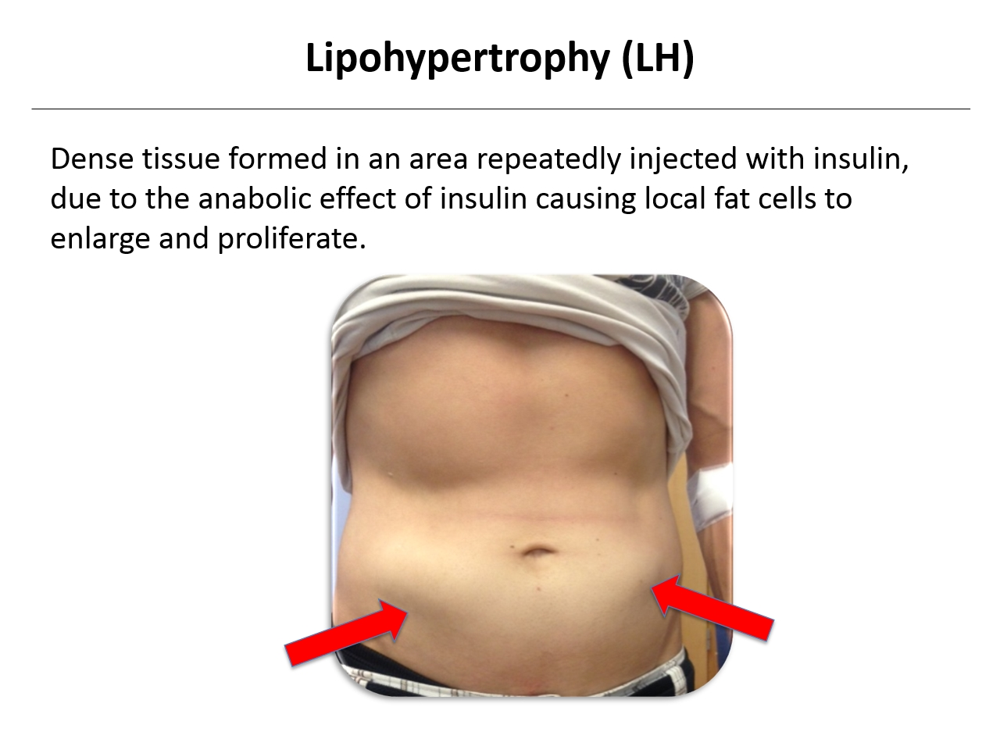 Lipohypertrophy (LH)
Dense tissue formed in an area repeatedly injected with insulin,
due to the anabolic effect of insulin causing local fat cells to
enlarge and proliferate.